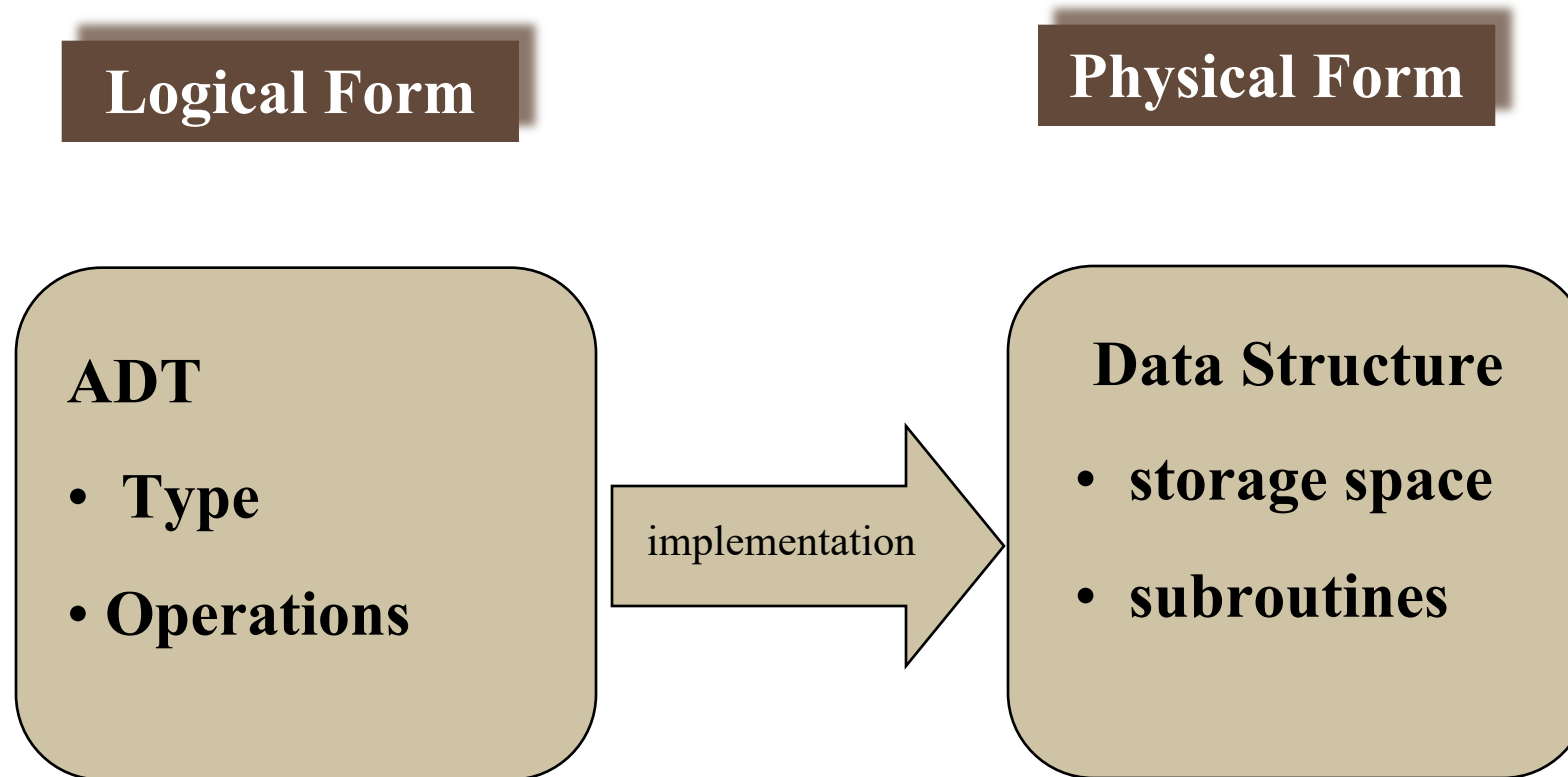 Logical Form
Physical Form
ADT
• Type
• Operations
implementation
Data Structure
• storage space
• subroutines